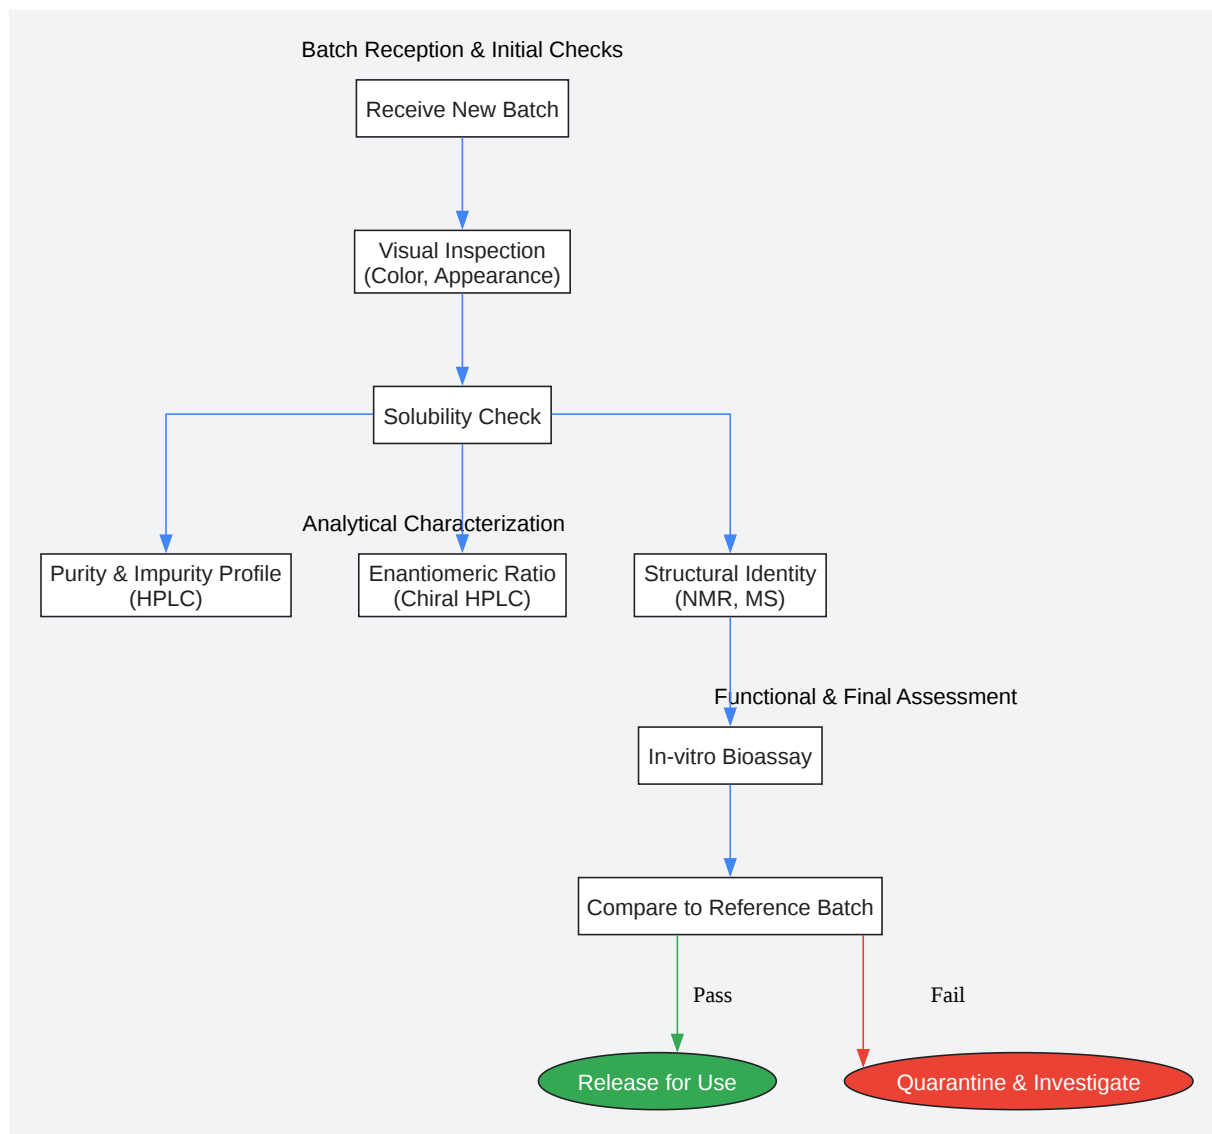 Batch Reception & Initial Checks
Receive New Batch
Visual Inspection
(Color, Appearance)
Solubility Check
Analytical Characterization
Purity & Impurity Profile
(HPLC)
Enantiomeric Ratio
(Chiral HPLC)
Structural Identity
(NMR, MS)
Functional & Final Assessment
In-vitro Bioassay
Compare to Reference Batch
Pass
Fail
Release for Use
Quarantine & Investigate